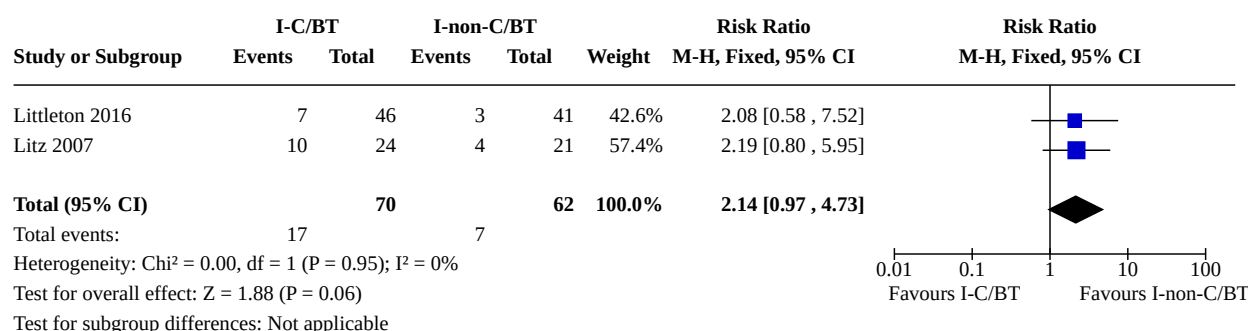 I-C/BT I-non-C/BT Risk Ratio Risk Ratio
Study or Subgroup Events Total Events Total Weight M-H, Fixed, 95% CI M-H, Fixed, 95% CI
Littleton 2016 7 46 3 41 42.6% 2.08 [0.58 , 7.52]
Litz 2007 10 24 4 21 57.4% 2.19 [0.80 , 5.95]
Total (95% CI) 70 62 100.0% 2.14 [0.97 , 4.73]
Total events: 17 7
Heterogeneity: Chi² = 0.00, df = 1 (P = 0.95); I² = 0%
0.01 0.1 1 10 100
Test for overall effect: Z = 1.88 (P = 0.06) Favours I-C/BT Favours I-non-C/BT
Test for subgroup differences: Not applicable